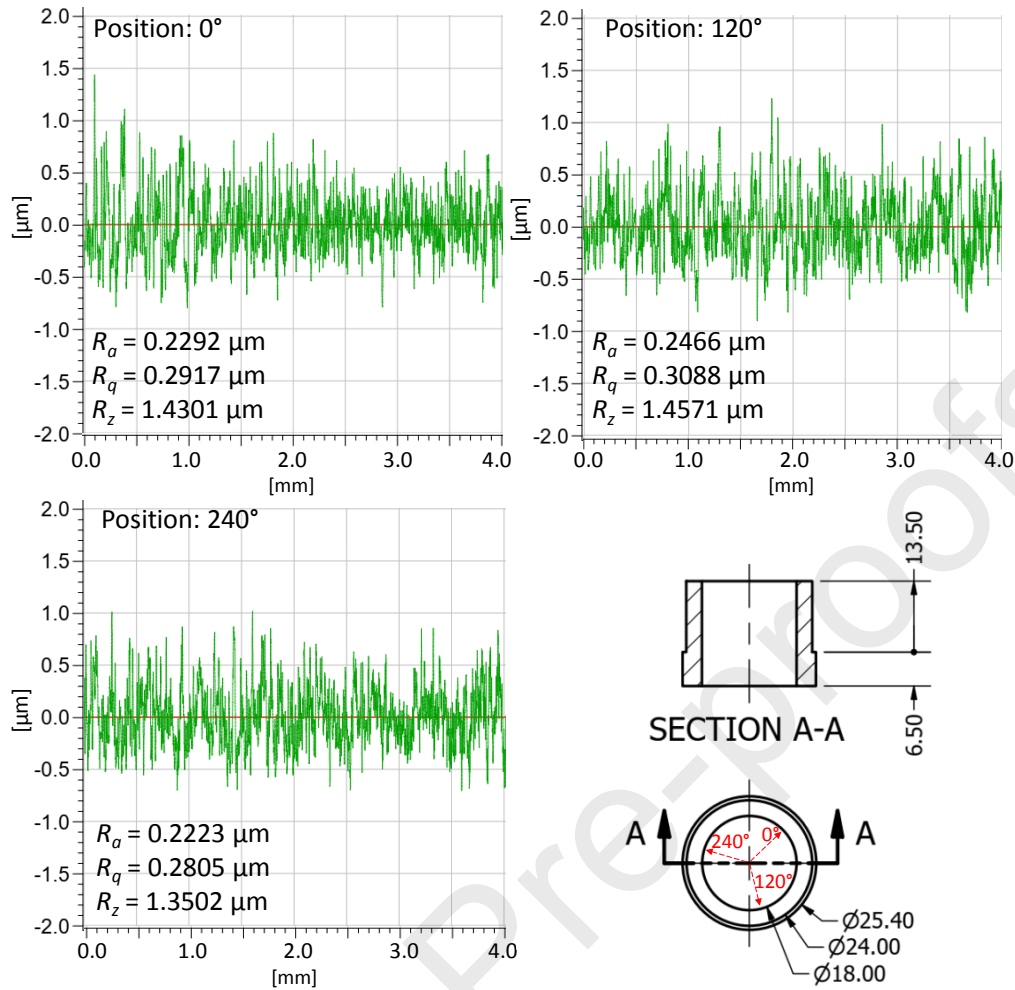 Position: 0°
2.0
1.5
1.0
0.5
0.0
-0.5
-1.0
-1.5
-2.0
[µm]
Ra = 0.2292 µm
Rq = 0.2917 µm
Rz = 1.4301 µm
0.0 1.0 2.0 3.0 4.0
[mm]
Position: 120°
2.0
1.5
1.0
0.5
0.0
-0.5
-1.0
-1.5
-2.0
[µm]
Ra = 0.2466 µm
Rq = 0.3088 µm
Rz = 1.4571 µm
0.0 1.0 2.0 3.0 4.0
[mm]
Position: 240°
2.0
1.5
1.0
0.5
0.0
-0.5
-1.0
-1.5
-2.0
[µm]
Ra = 0.2223 µm
Rq = 0.2805 µm
Rz = 1.3502 µm
0.0 1.0 2.0 3.0 4.0
[mm]
13.50
6.50
SECTION A-A
A A
240° 0°
120°
Ø25.40
Ø24.00
Ø18.00
Pre-proof